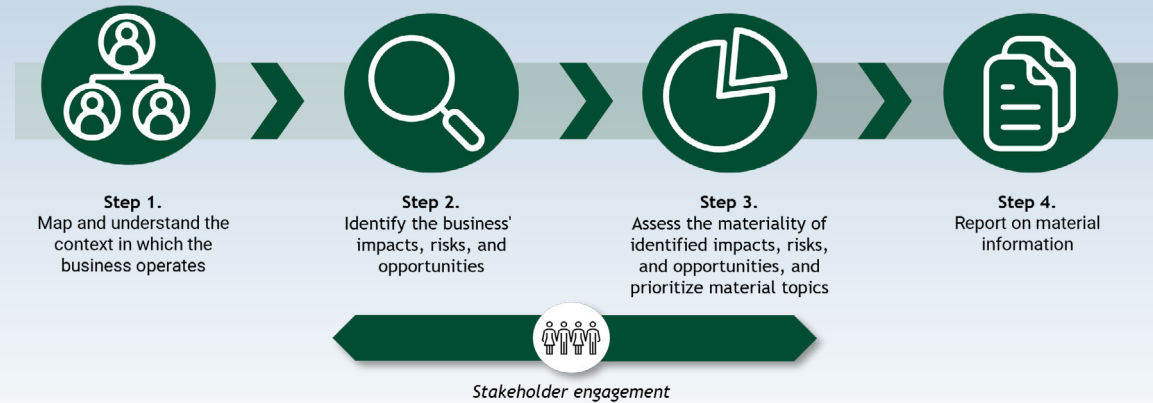 Step 1.
Map and understand the
context in which the
business operates
Step 2.
Identify the business'
impacts, risks, and
opportunities
Step 3.
Assess the materiality of
identified impacts, risks,
and opportunities, and
prioritize material topics
Step 4.
Report on material
information
Stakeholder engagement